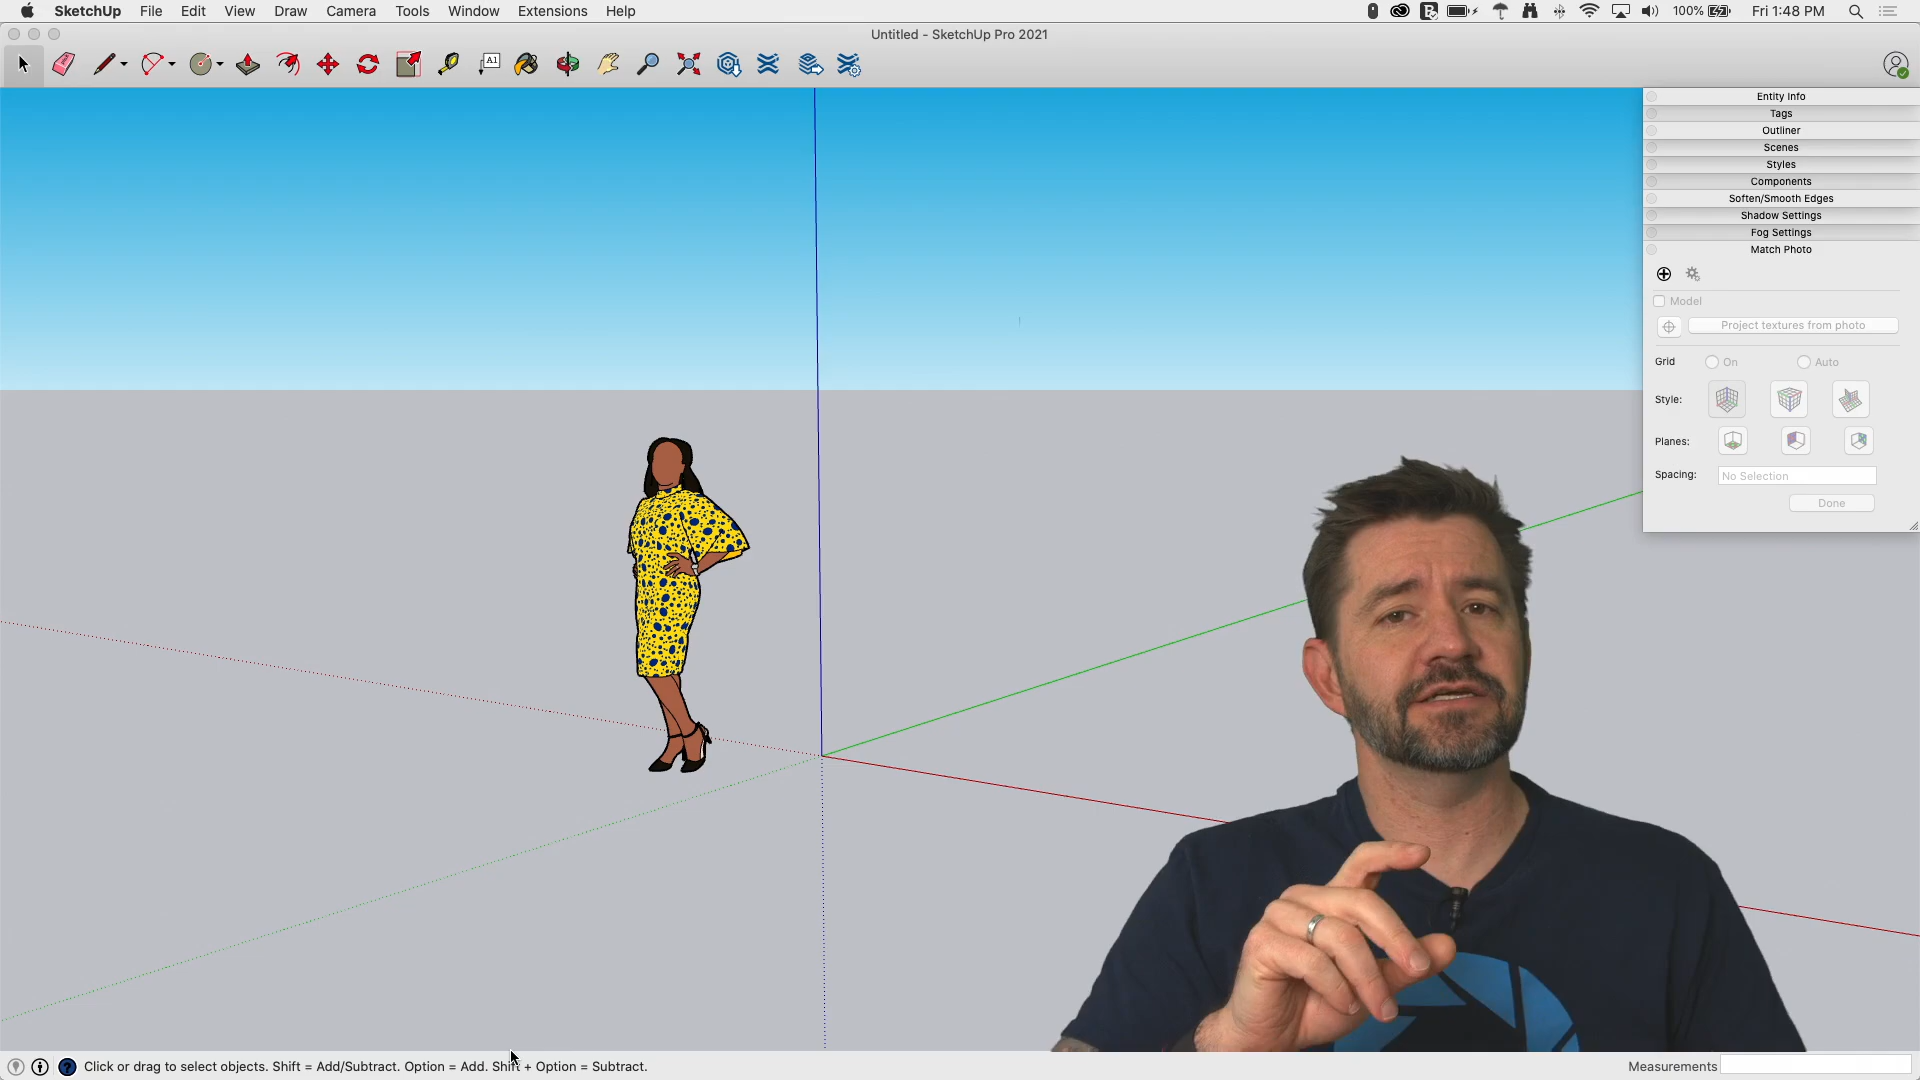 SketchUp File Edit View Draw Camera Tools Window Extensions Help 100% Fri 1:48 PM
Untitled - SketchUp Pro 2021
A1
Entity Info
Tags
Outliner
Scenes
Styles
Components
Soften/Smooth Edges
Shadow Settings
Fog Settings
Match Photo
Model
Project textures from photo
Grid On Auto
Style:
Planes:
Spacing: No Selection
Done
Click or drag to select objects. Shift = Add/Subtract. Option = Add. Shift + Option = Subtract.
Measurements